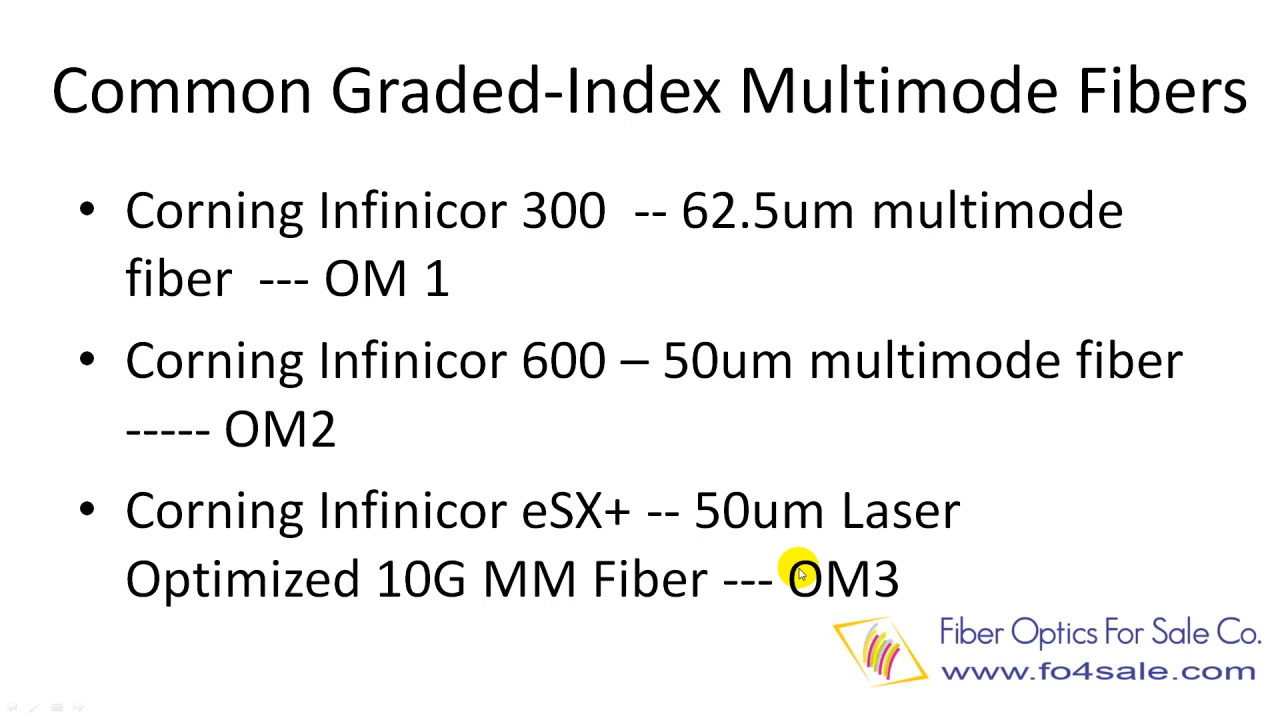 Common Graded-Index Multimode Fibers
• Corning Infinicor 300  -- 62.5um multimode
fiber  --- OM 1
• Corning Infinicor 600 – 50um multimode fiber
----- OM2
• Corning Infinicor eSX+ -- 50um Laser
Optimized 10G MM Fiber --- OM3
Fiber Optics For Sale Co.
www.fo4sale.com